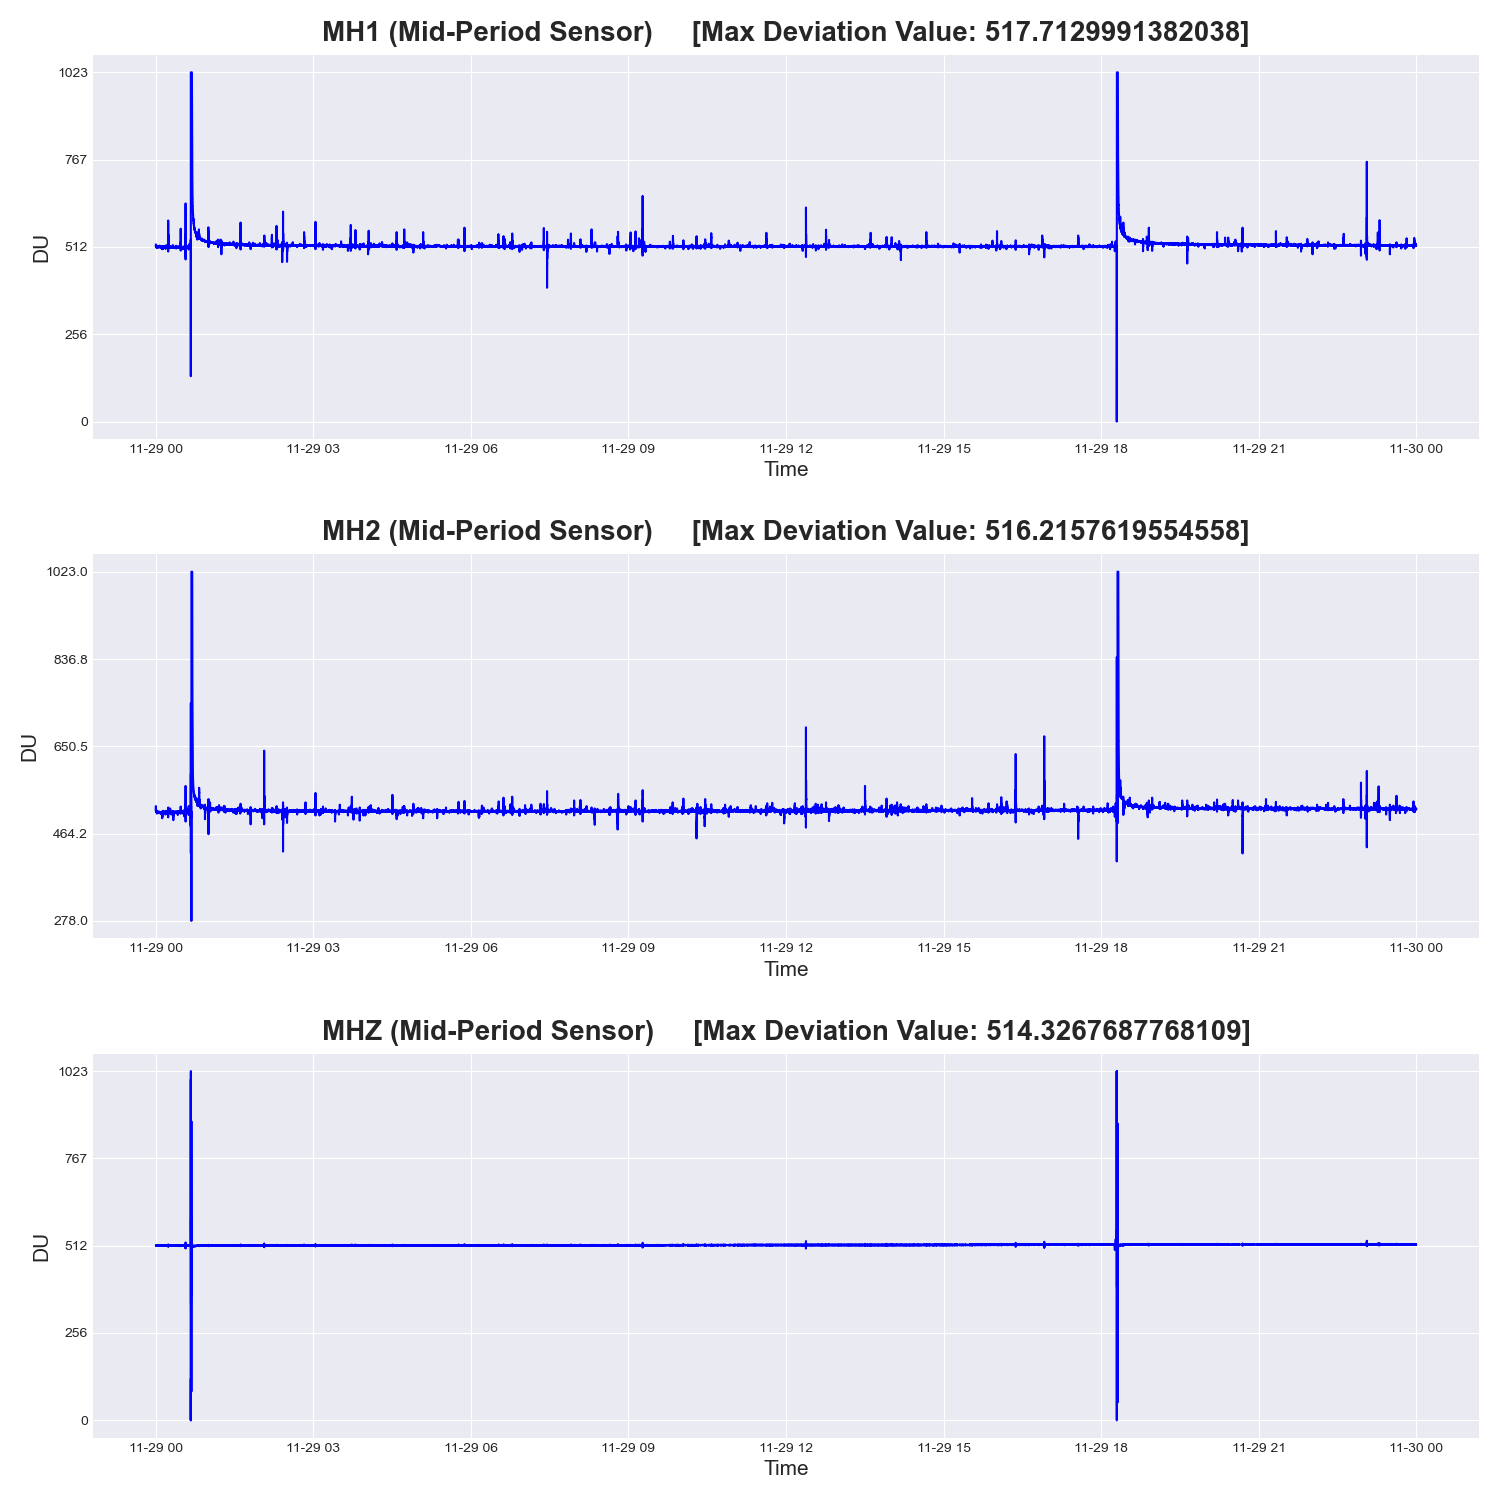 MH1 (Mid-Period Sensor) [Max Deviation Value: 517.7129991382038]
1023
767
512
256
0
DU
11-29 00 11-29 03 11-29 06 11-29 09 11-29 12 11-29 15 11-29 18 11-29 21 11-30 00
Time
MH2 (Mid-Period Sensor) [Max Deviation Value: 516.2157619554558]
1023.0
836.8
650.5
464.2
278.0
DU
11-29 00 11-29 03 11-29 06 11-29 09 11-29 12 11-29 15 11-29 18 11-29 21 11-30 00
Time
MHZ (Mid-Period Sensor) [Max Deviation Value: 514.3267687768109]
1023
767
512
256
0
DU
11-29 00 11-29 03 11-29 06 11-29 09 11-29 12 11-29 15 11-29 18 11-29 21 11-30 00
Time